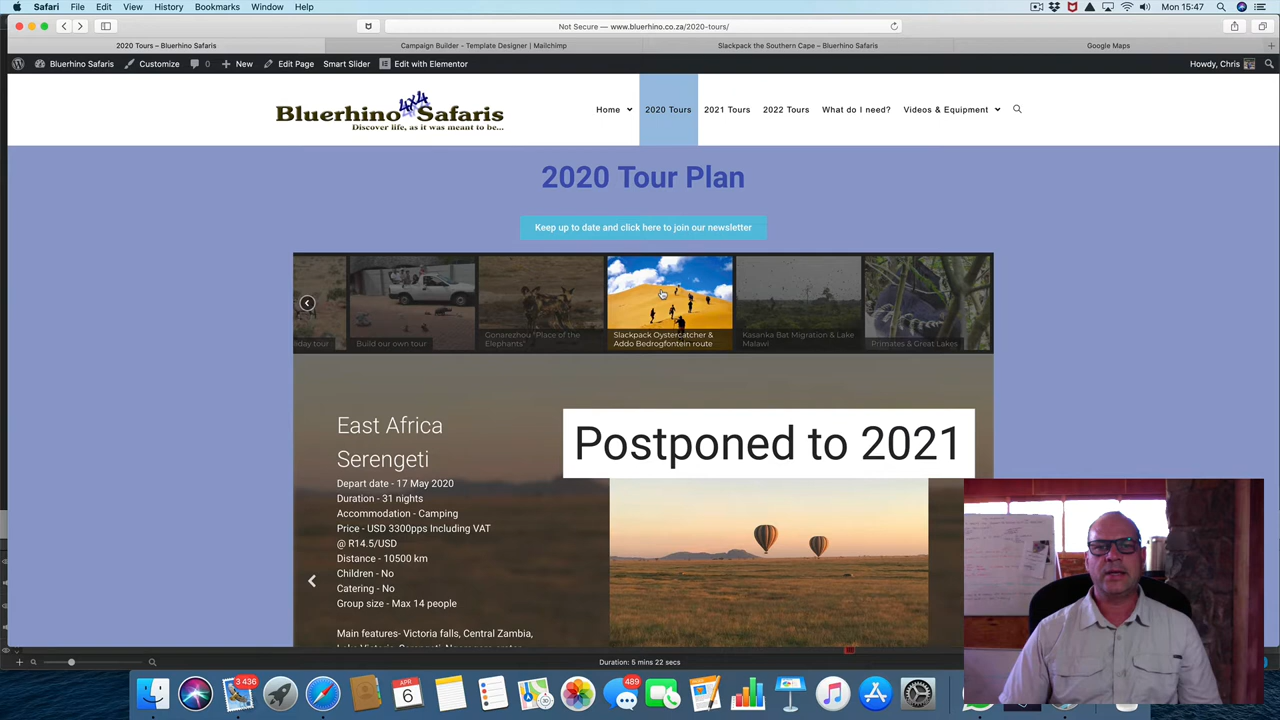 Safari File Edit View History Bookmarks Window Help Mon 15:47
Not Secure — www.bluerhino.co.za/2020-tours/
2020 Tours – Bluerhino Safaris Campaign Builder - Template Designer | Mailchimp Slackpack the Southern Cape – Bluerhino Safaris Google Maps
Bluerhino Safaris Customize 0 New Edit Page Smart Slider Edit with Elementor Howdy, Chris
Bluerhino 4x4 Safaris
Discover life, as it was meant to be...
Home 2020 Tours 2021 Tours 2022 Tours What do I need? Videos & Equipment
2020 Tour Plan
Keep up to date and click here to join our newsletter
liday tour
Build our own tour
Gonarezhou "Place of the
Elephants"
Slackpack Oystercatcher &
Addo Bedrogfontein route
Kasanka Bat Migration & Lake
Malawi
Primates & Great Lakes
East Africa
Serengeti
Postponed to 2021
Depart date - 17 May 2020
Duration - 31 nights
Accommodation - Camping
Price - USD 3300pps Including VAT
@ R14.5/USD
Distance - 10500 km
Children - No
Catering - No
Group size - Max 14 people
Main features- Victoria falls, Central Zambia,
Duration: 5 mins 22 secs
3 436
APR
6
489